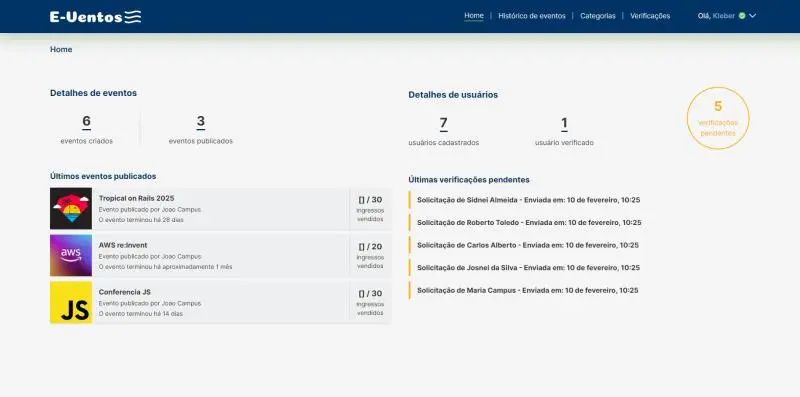 E-Ventos
Home | Histórico de eventos | Categorias | Verificações
Olá, Kleber
Home
Detalhes de eventos
6
eventos criados
3
eventos publicados
Detalhes de usuários
7
usuários cadastrados
1
usuário verificado
5
verificações
pendentes
Últimos eventos publicados
Tropical on Rails 2025
Evento publicado por Joao Campus
O evento terminou há 28 dias
[] / 30
ingressos
vendidos
aws
AWS re:Invent
Evento publicado por Joao Campus
O evento terminou há aproximadamente 1 mês
[] / 20
ingressos
vendidos
JS
Conferencia JS
Evento publicado por Joao Campus
O evento terminou há 14 dias
[] / 30
ingressos
vendidos
Últimas verificações pendentes
Solicitação de Sidnei Almeida - Enviada em: 10 de fevereiro, 10:25
Solicitação de Roberto Toledo - Enviada em: 10 de fevereiro, 10:25
Solicitação de Carlos Alberto - Enviada em: 10 de fevereiro, 10:25
Solicitação de Josnei da Silva - Enviada em: 10 de fevereiro, 10:25
Solicitação de Maria Campus - Enviada em: 10 de fevereiro, 10:25